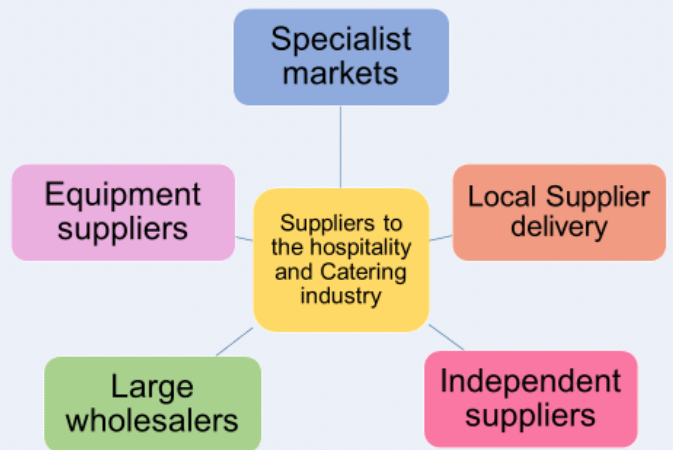 Specialist
markets
Equipment
suppliers
Local Supplier
delivery
Suppliers to
the hospitality
and Catering
industry
Large
wholesalers
Independent
suppliers